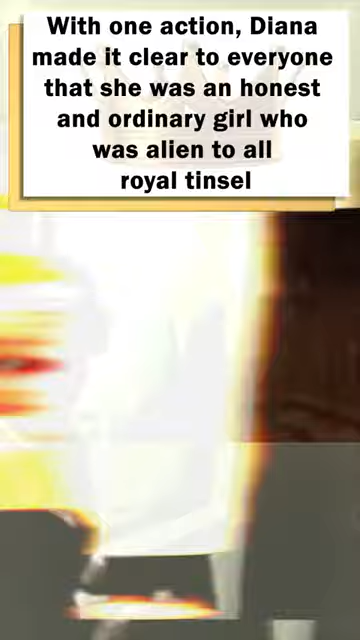 With one action, Diana
made it clear to everyone
that she was an honest
and ordinary girl who
was alien to all
royal tinsel